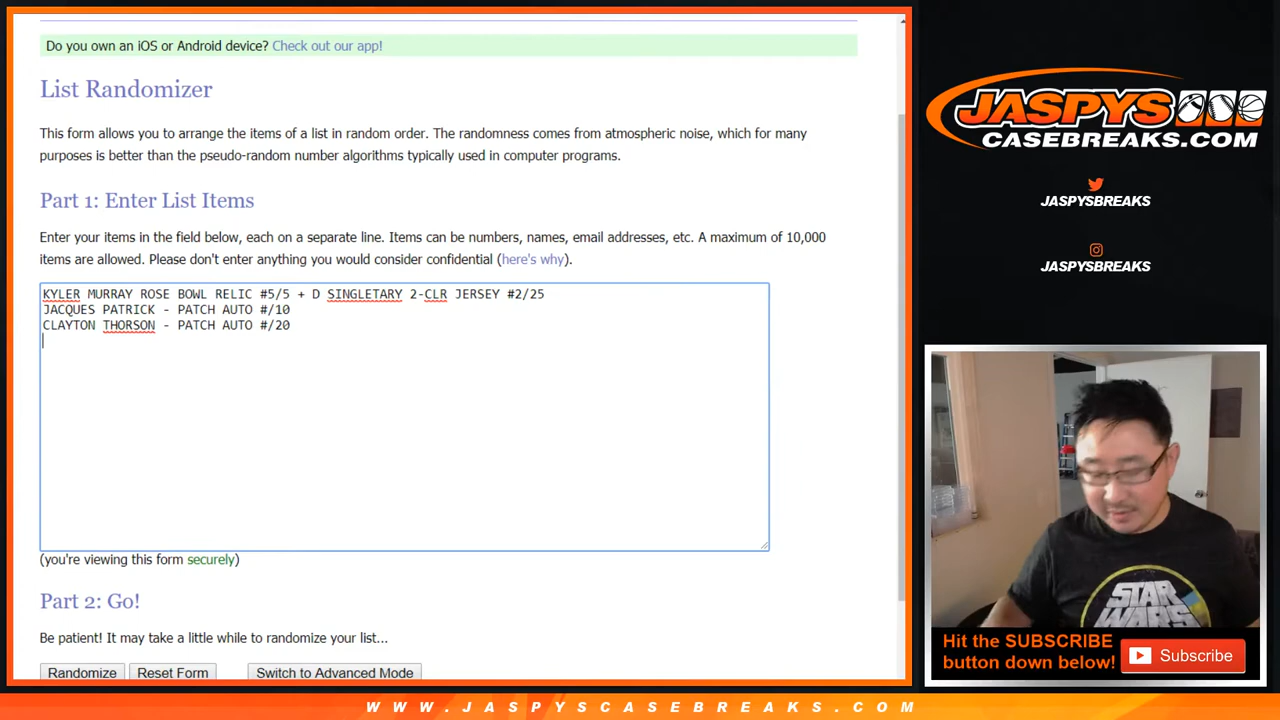 Do you own an iOS or Android device? Check out our app!
List Randomizer
This form allows you to arrange the items of a list in random order. The randomness comes from atmospheric noise, which for many
purposes is better than the pseudo-random number algorithms typically used in computer programs.
Part 1: Enter List Items
Enter your items in the field below, each on a separate line. Items can be numbers, names, email addresses, etc. A maximum of 10,000
items are allowed. Please don't enter anything you would consider confidential (here's why).
KYLER MURRAY ROSE BOWL RELIC #5/5 + D SINGLETARY 2-CLR JERSEY #2/25
JACQUES PATRICK - PATCH AUTO #/10
CLAYTON THORSON - PATCH AUTO #/20
(you're viewing this form securely)
Part 2: Go!
Be patient! It may take a little while to randomize your list...
Randomize Reset Form Switch to Advanced Mode
JASPYS
CASEBREAKS.COM
JASPYSBREAKS
JASPYSBREAKS
STAR
WARS
Hit the SUBSCRIBE
button down below!
Subscribe
WWW.JASPYSCASEBREAKS.COM